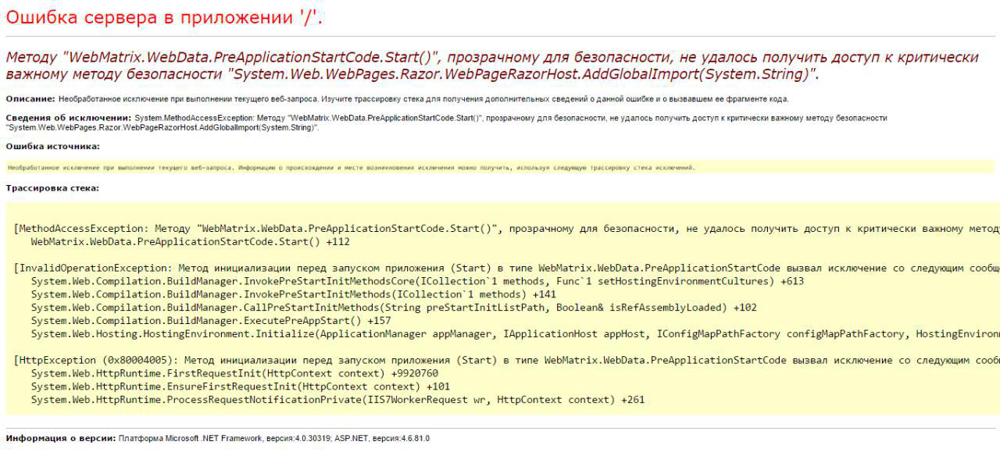 Ошибка сервера в приложении '/'.
Методу "WebMatrix.WebData.PreApplicationStartCode.Start()", прозрачному для безопасности, не удалось получить доступ к критически
важному методу безопасности "System.Web.WebPages.Razor.WebPageRazorHost.AddGlobalImport(System.String)".
Описание: Необработанное исключение при выполнении текущего веб-запроса. Изучите трассировку стека для получения дополнительных сведений о данной ошибке и о вызвавшем ее фрагменте кода.
Сведения об исключении: System.MethodAccessException: Методу "WebMatrix.WebData.PreApplicationStartCode.Start()", прозрачному для безопасности, не удалось получить доступ к критически важному методу безопасности
"System.Web.WebPages.Razor.WebPageRazorHost.AddGlobalImport(System.String)".
Ошибка источника:
Необработанное исключение при выполнении текущего веб-запроса. Информацию о происхождении и месте возникновения исключения можно получить, используя следующую трассировку стека исключений.
Трассировка стека:
[MethodAccessException: Методу "WebMatrix.WebData.PreApplicationStartCode.Start()", прозрачному для безопасности, не удалось получить доступ к критически важному методу
WebMatrix.WebData.PreApplicationStartCode.Start() +112
[InvalidOperationException: Метод инициализации перед запуском приложения (Start) в типе WebMatrix.WebData.PreApplicationStartCode вызвал исключение со следующим сообще
System.Web.Compilation.BuildManager.InvokePreStartInitMethodsCore(ICollection`1 methods, Func`1 setHostingEnvironmentCultures) +613
System.Web.Compilation.BuildManager.InvokePreStartInitMethods(ICollection`1 methods) +141
System.Web.Compilation.BuildManager.CallPreStartInitMethods(String preStartInitListPath, Boolean& isRefAssemblyLoaded) +102
System.Web.Compilation.BuildManager.ExecutePreAppStart() +157
System.Web.Hosting.HostingEnvironment.Initialize(ApplicationManager appManager, IApplicationHost appHost, IConfigMapPathFactory configMapPathFactory, HostingEnviron
[HttpException (0x80004005): Метод инициализации перед запуском приложения (Start) в типе WebMatrix.WebData.PreApplicationStartCode вызвал исключение со следующим сооб
System.Web.HttpRuntime.FirstRequestInit(HttpContext context) +9920760
System.Web.HttpRuntime.EnsureFirstRequestInit(HttpContext context) +101
System.Web.HttpRuntime.ProcessRequestNotificationPrivate(IIS7WorkerRequest wr, HttpContext context) +261
Информация о версии: Платформа Microsoft .NET Framework, версия:4.0.30319; ASP.NET, версия:4.6.81.0